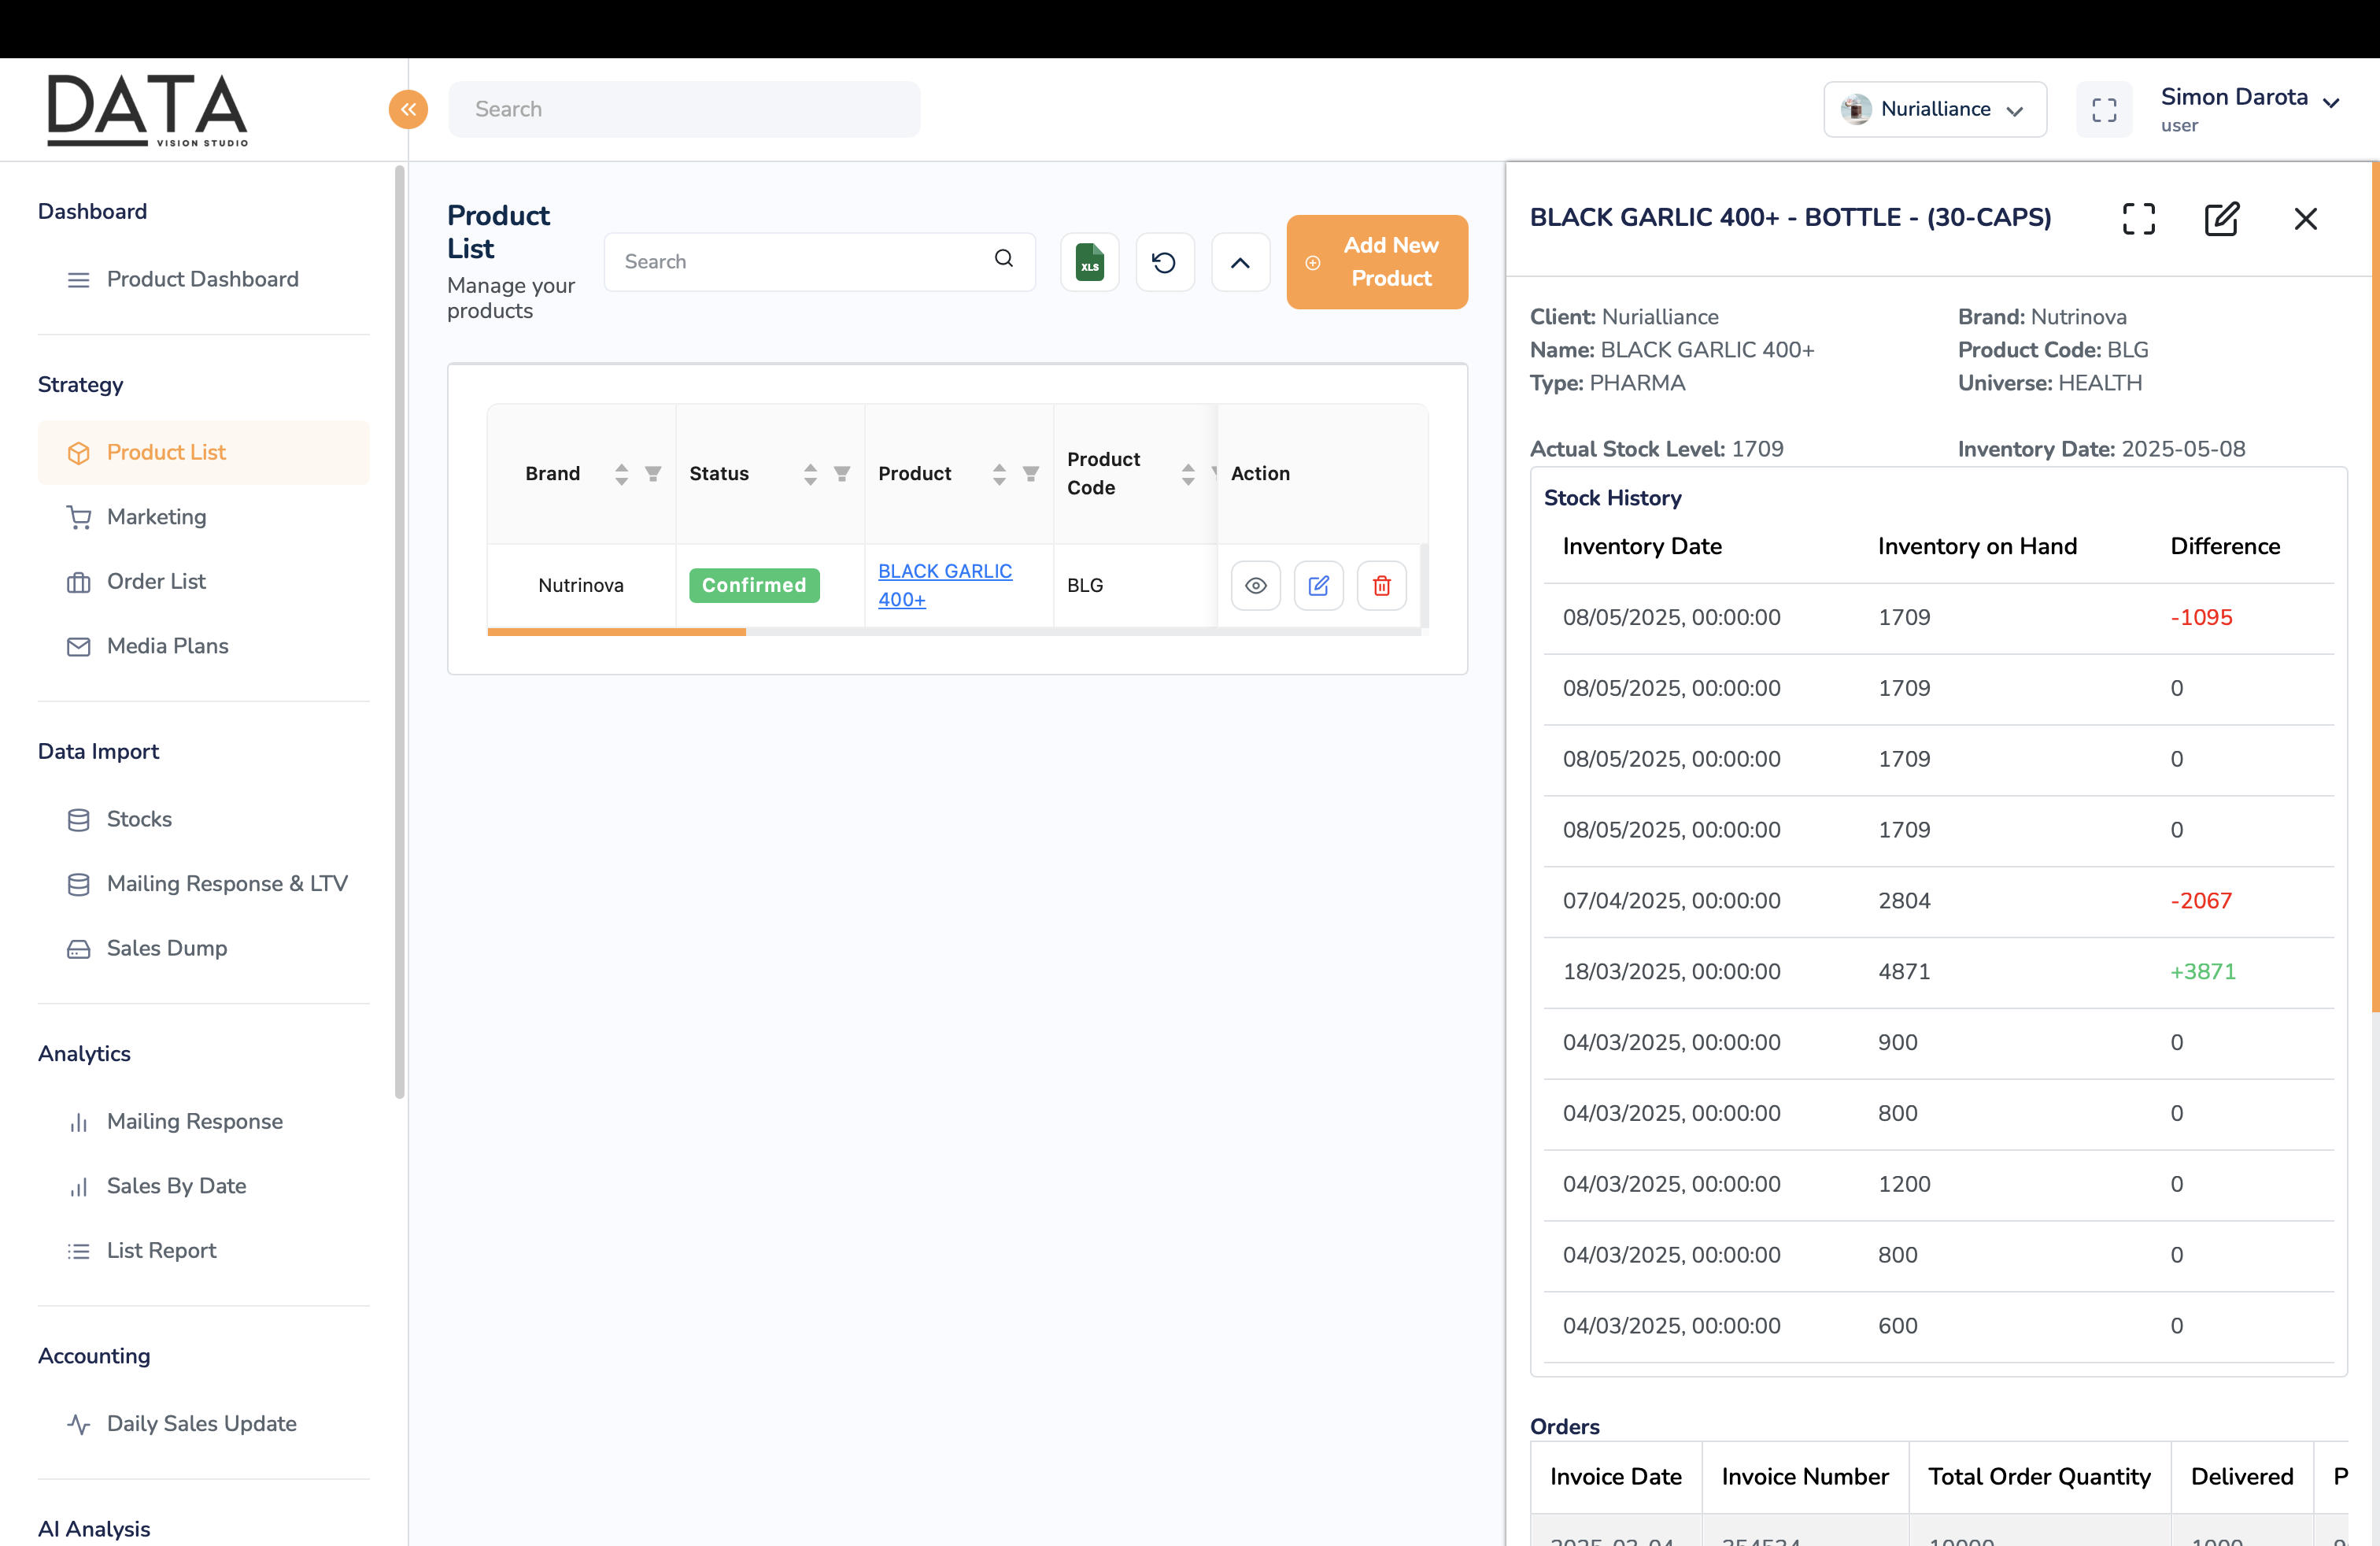 DATA
VISION STUDIO
Search
Nurialliance
Simon Darota
user
Dashboard
Product Dashboard
Strategy
Product List
Marketing
Order List
Media Plans
Data Import
Stocks
Mailing Response & LTV
Sales Dump
Analytics
Mailing Response
Sales By Date
List Report
Accounting
Daily Sales Update
AI Analysis
Product
List
Manage your
products
Search
XLS
Add New
Product
Brand Status Product Product Code Action
Nutrinova Confirmed BLACK GARLIC 400+ BLG
BLACK GARLIC 400+ - BOTTLE - (30-CAPS)
Client: Nurialliance Brand: Nutrinova
Name: BLACK GARLIC 400+ Product Code: BLG
Type: PHARMA Universe: HEALTH
Actual Stock Level: 1709 Inventory Date: 2025-05-08
Stock History
Inventory Date Inventory on Hand Difference
08/05/2025, 00:00:00 1709 -1095
08/05/2025, 00:00:00 1709 0
08/05/2025, 00:00:00 1709 0
08/05/2025, 00:00:00 1709 0
07/04/2025, 00:00:00 2804 -2067
18/03/2025, 00:00:00 4871 +3871
04/03/2025, 00:00:00 900 0
04/03/2025, 00:00:00 800 0
04/03/2025, 00:00:00 1200 0
04/03/2025, 00:00:00 800 0
04/03/2025, 00:00:00 600 0
Orders
Invoice Date Invoice Number Total Order Quantity Delivered P